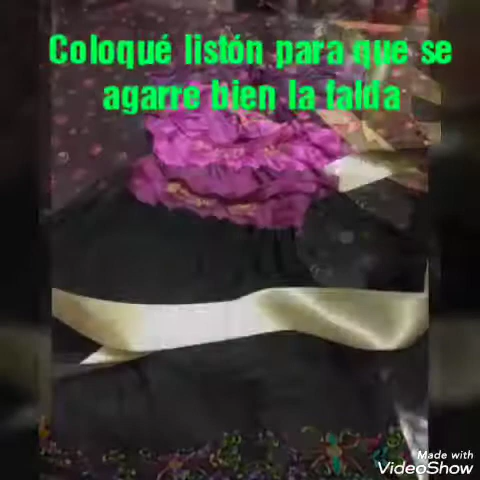 Coloqué listón para que se
agarre bien la falda
Made with
VideoShow